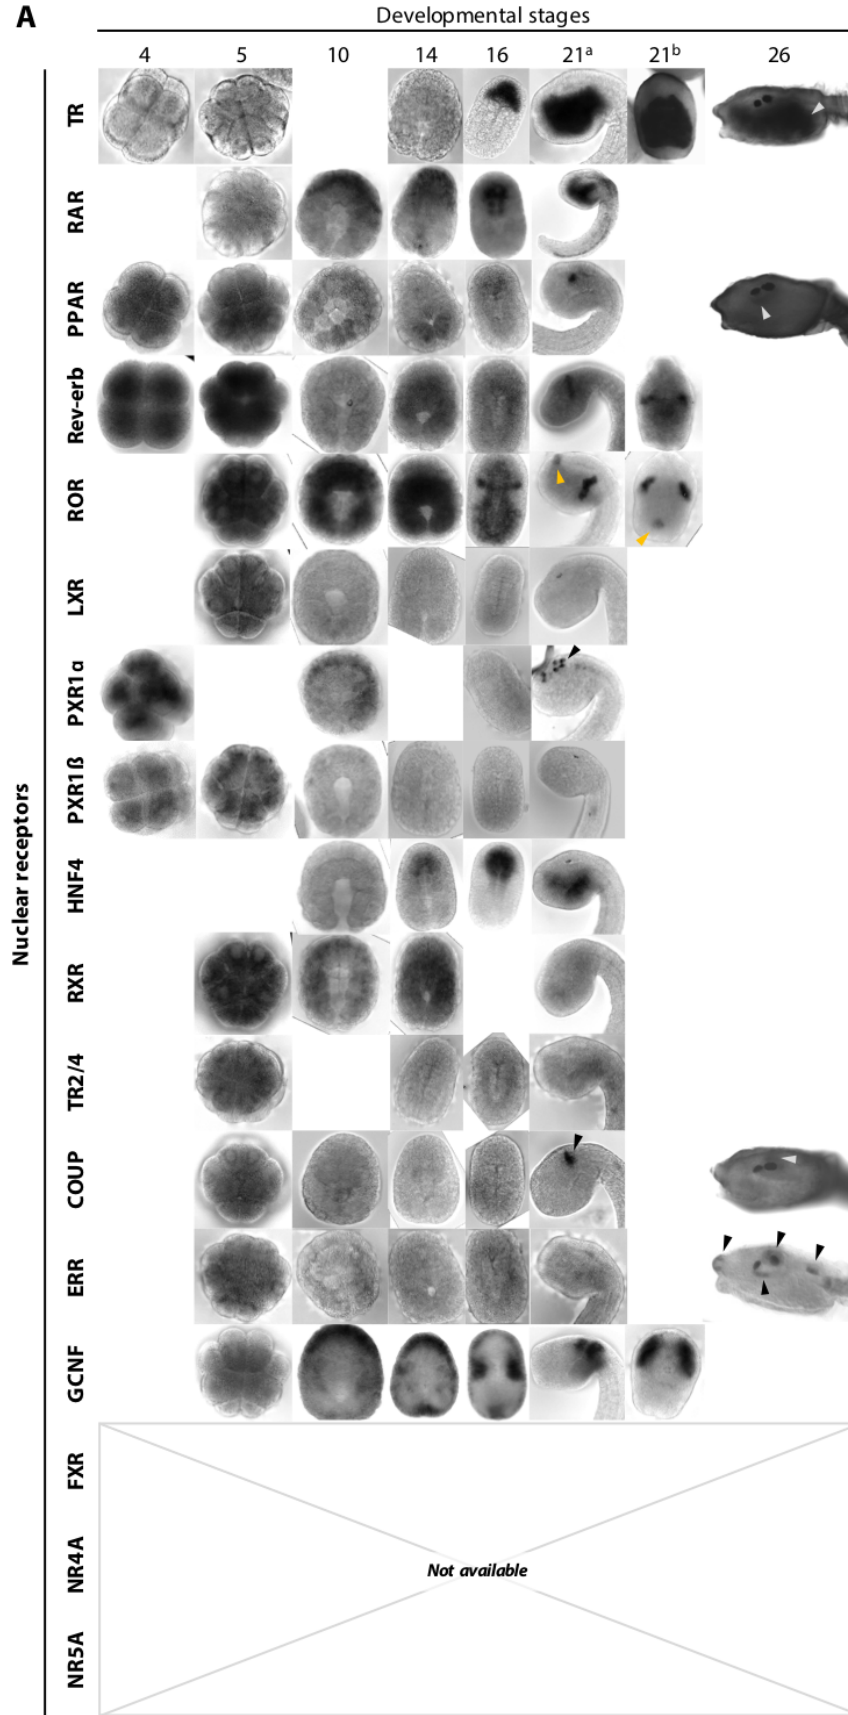 A
Developmental stages
4 5 10 14 16 21ᵃ 21ᵇ 26
Nuclear receptors
TR
RAR
PPAR
Rev-erb
ROR
LXR
PXR1α
PXR1ß
HNF4
RXR
TR2/4
COUP
ERR
GCNF
FXR
NR4A
NR5A
Not available